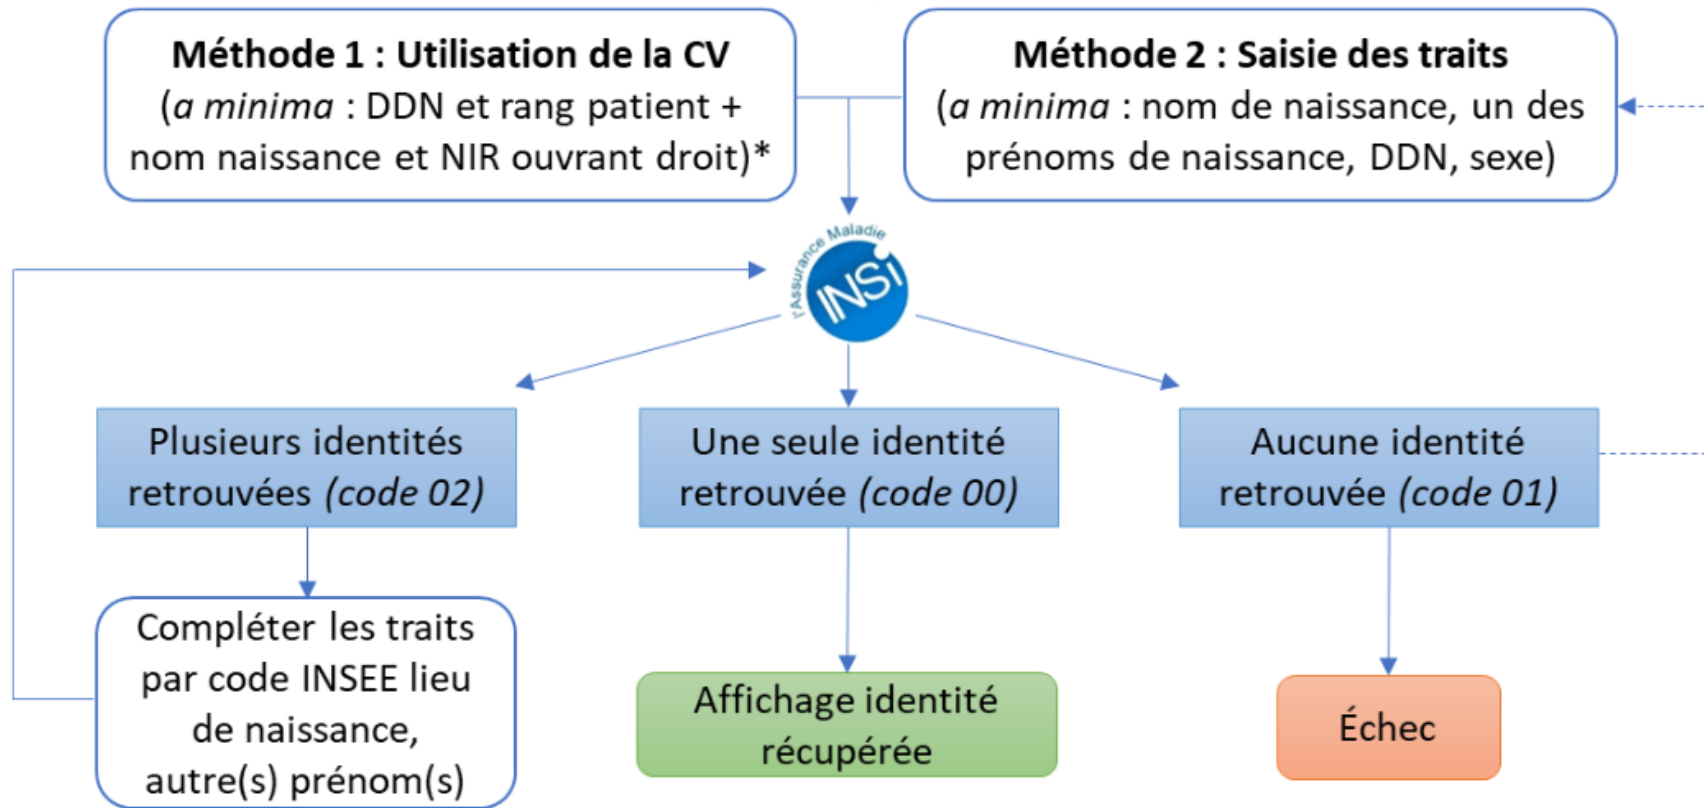 Méthode 1 : Utilisation de la CV
(a minima : DDN et rang patient +
nom naissance et NIR ouvrant droit)*
Méthode 2 : Saisie des traits
(a minima : nom de naissance, un des
prénoms de naissance, DDN, sexe)
l'Assurance Maladie
INSi
Plusieurs identités
retrouvées (code 02)
Une seule identité
retrouvée (code 00)
Aucune identité
retrouvée (code 01)
Compléter les traits
par code INSEE lieu
de naissance,
autre(s) prénom(s)
Affichage identité
récupérée
Échec